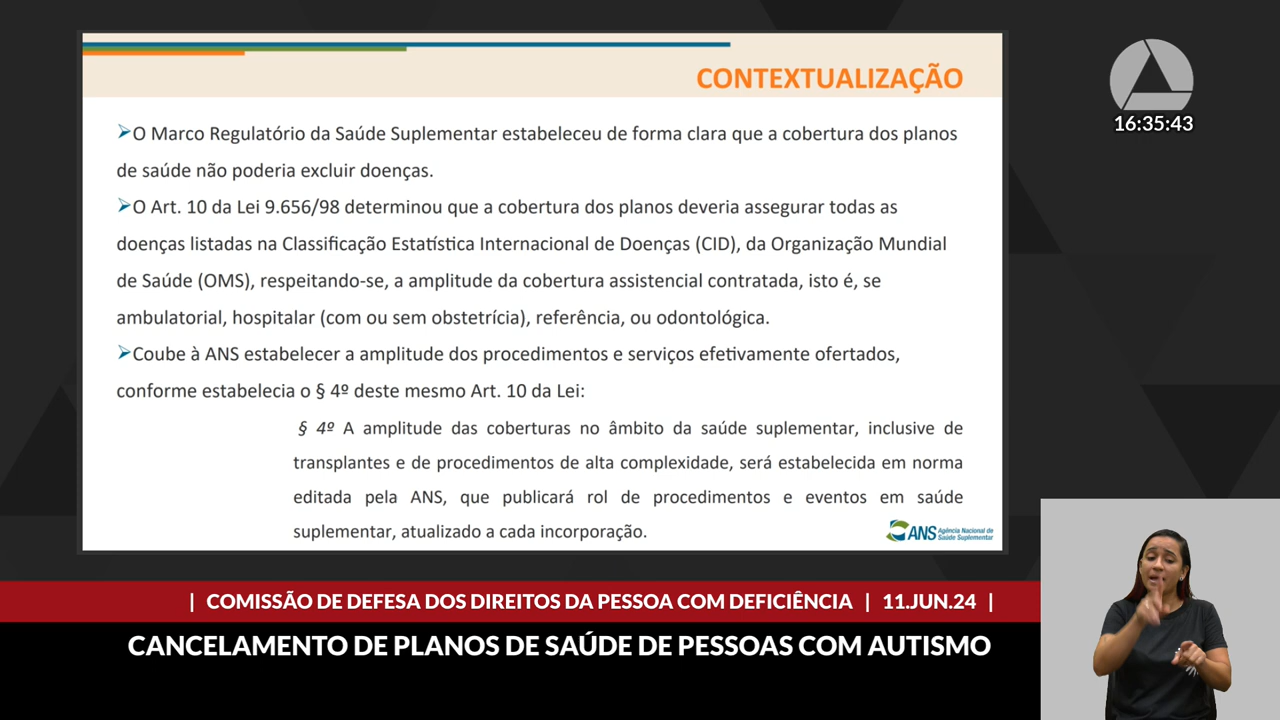 CONTEXTUALIZAÇÃO
16:35:43
➢O Marco Regulatório da Saúde Suplementar estabeleceu de forma clara que a cobertura dos planos
de saúde não poderia excluir doenças.
➢O Art. 10 da Lei 9.656/98 determinou que a cobertura dos planos deveria assegurar todas as
doenças listadas na Classificação Estatística Internacional de Doenças (CID), da Organização Mundial
de Saúde (OMS), respeitando-se, a amplitude da cobertura assistencial contratada, isto é, se
ambulatorial, hospitalar (com ou sem obstetrícia), referência, ou odontológica.
➢Coube à ANS estabelecer a amplitude dos procedimentos e serviços efetivamente ofertados,
conforme estabelecia o § 4º deste mesmo Art. 10 da Lei:
§ 4º A amplitude das coberturas no âmbito da saúde suplementar, inclusive de
transplantes e de procedimentos de alta complexidade, será estabelecida em norma
editada pela ANS, que publicará rol de procedimentos e eventos em saúde
suplementar, atualizado a cada incorporação.
ANS Agência Nacional de
Saúde Suplementar
| COMISSÃO DE DEFESA DOS DIREITOS DA PESSOA COM DEFICIÊNCIA | 11.JUN.24 |
CANCELAMENTO DE PLANOS DE SAÚDE DE PESSOAS COM AUTISMO